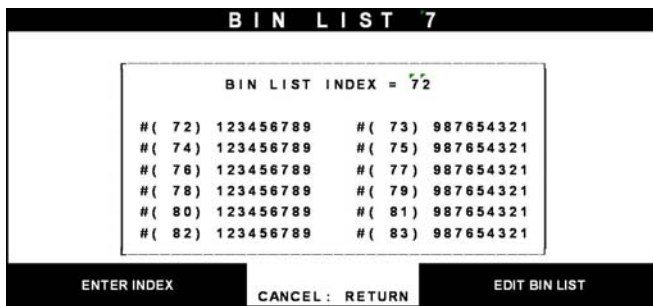 BIN LIST 7
BIN LIST INDEX = 72
#( 72) 123456789 #( 73) 987654321
#( 74) 123456789 #( 75) 987654321
#( 76) 123456789 #( 77) 987654321
#( 78) 123456789 #( 79) 987654321
#( 80) 123456789 #( 81) 987654321
#( 82) 123456789 #( 83) 987654321
ENTER INDEX CANCEL: RETURN EDIT BIN LIST